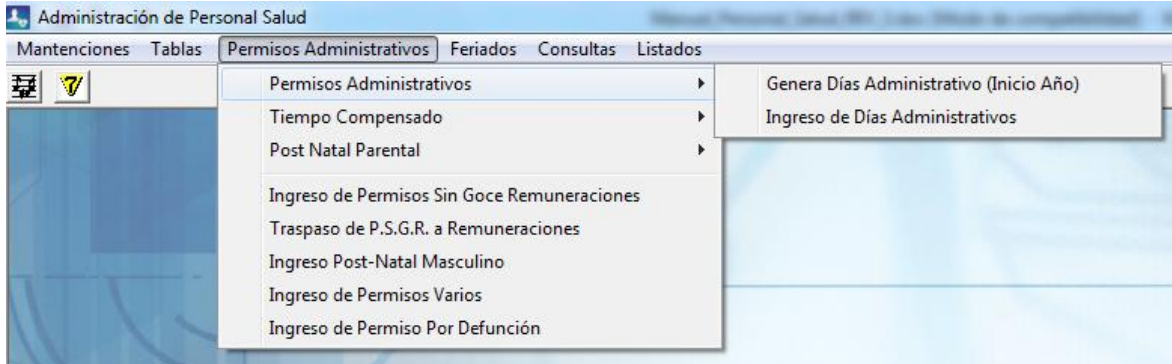 Administración de Personal Salud
Mantenciones Tablas Permisos Administrativos Feriados Consultas Listados
Permisos Administrativos
Genera Días Administrativo (Inicio Año)
Tiempo Compensado
Ingreso de Días Administrativos
Post Natal Parental
Ingreso de Permisos Sin Goce Remuneraciones
Traspaso de P.S.G.R. a Remuneraciones
Ingreso Post-Natal Masculino
Ingreso de Permisos Varios
Ingreso de Permiso Por Defunción